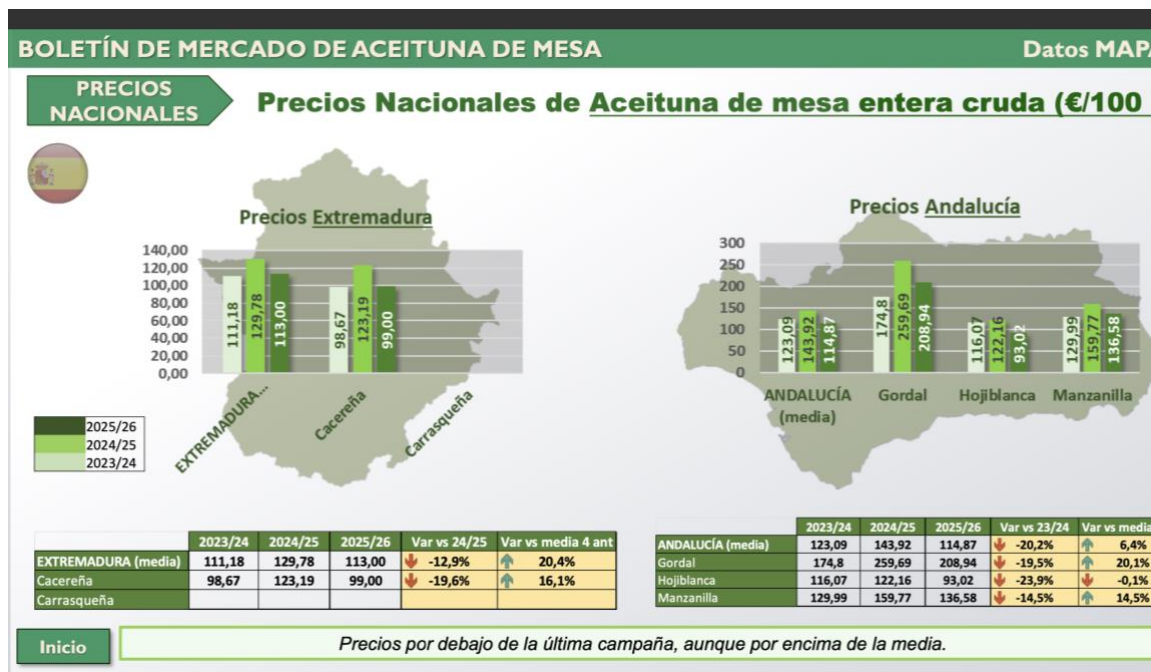 BOLETÍN DE MERCADO DE ACEITUNA DE MESA Datos MAPA
PRECIOS
NACIONALES
Precios Nacionales de Aceituna de mesa entera cruda (€/100
Precios Extremadura
140,00
120,00
100,00
80,00
60,00
40,00
20,00
0,00
111,18 129,78 113,00 98,67 123,19 99,00
EXTREMADURA... Cacereña Carrasqueña
2025/26
2024/25
2023/24
Precios Andalucía
300
250
200
150
100
50
0
123,09 143,92 114,87 174,8 259,69 208,94 116,07 122,16 93,02 129,99 159,77 136,58
ANDALUCÍA Gordal Hojiblanca Manzanilla
(media)
2023/24 2024/25 2025/26 Var vs 24/25 Var vs media 4 ant
EXTREMADURA (media) 111,18 129,78 113,00 -12,9% 20,4%
Cacereña 98,67 123,19 99,00 -19,6% 16,1%
Carrasqueña
2023/24 2024/25 2025/26 Var vs 23/24 Var vs media
ANDALUCÍA (media) 123,09 143,92 114,87 -20,2% 6,4%
Gordal 174,8 259,69 208,94 -19,5% 20,1%
Hojiblanca 116,07 122,16 93,02 -23,9% -0,1%
Manzanilla 129,99 159,77 136,58 -14,5% 14,5%
Inicio
Precios por debajo de la última campaña, aunque por encima de la media.